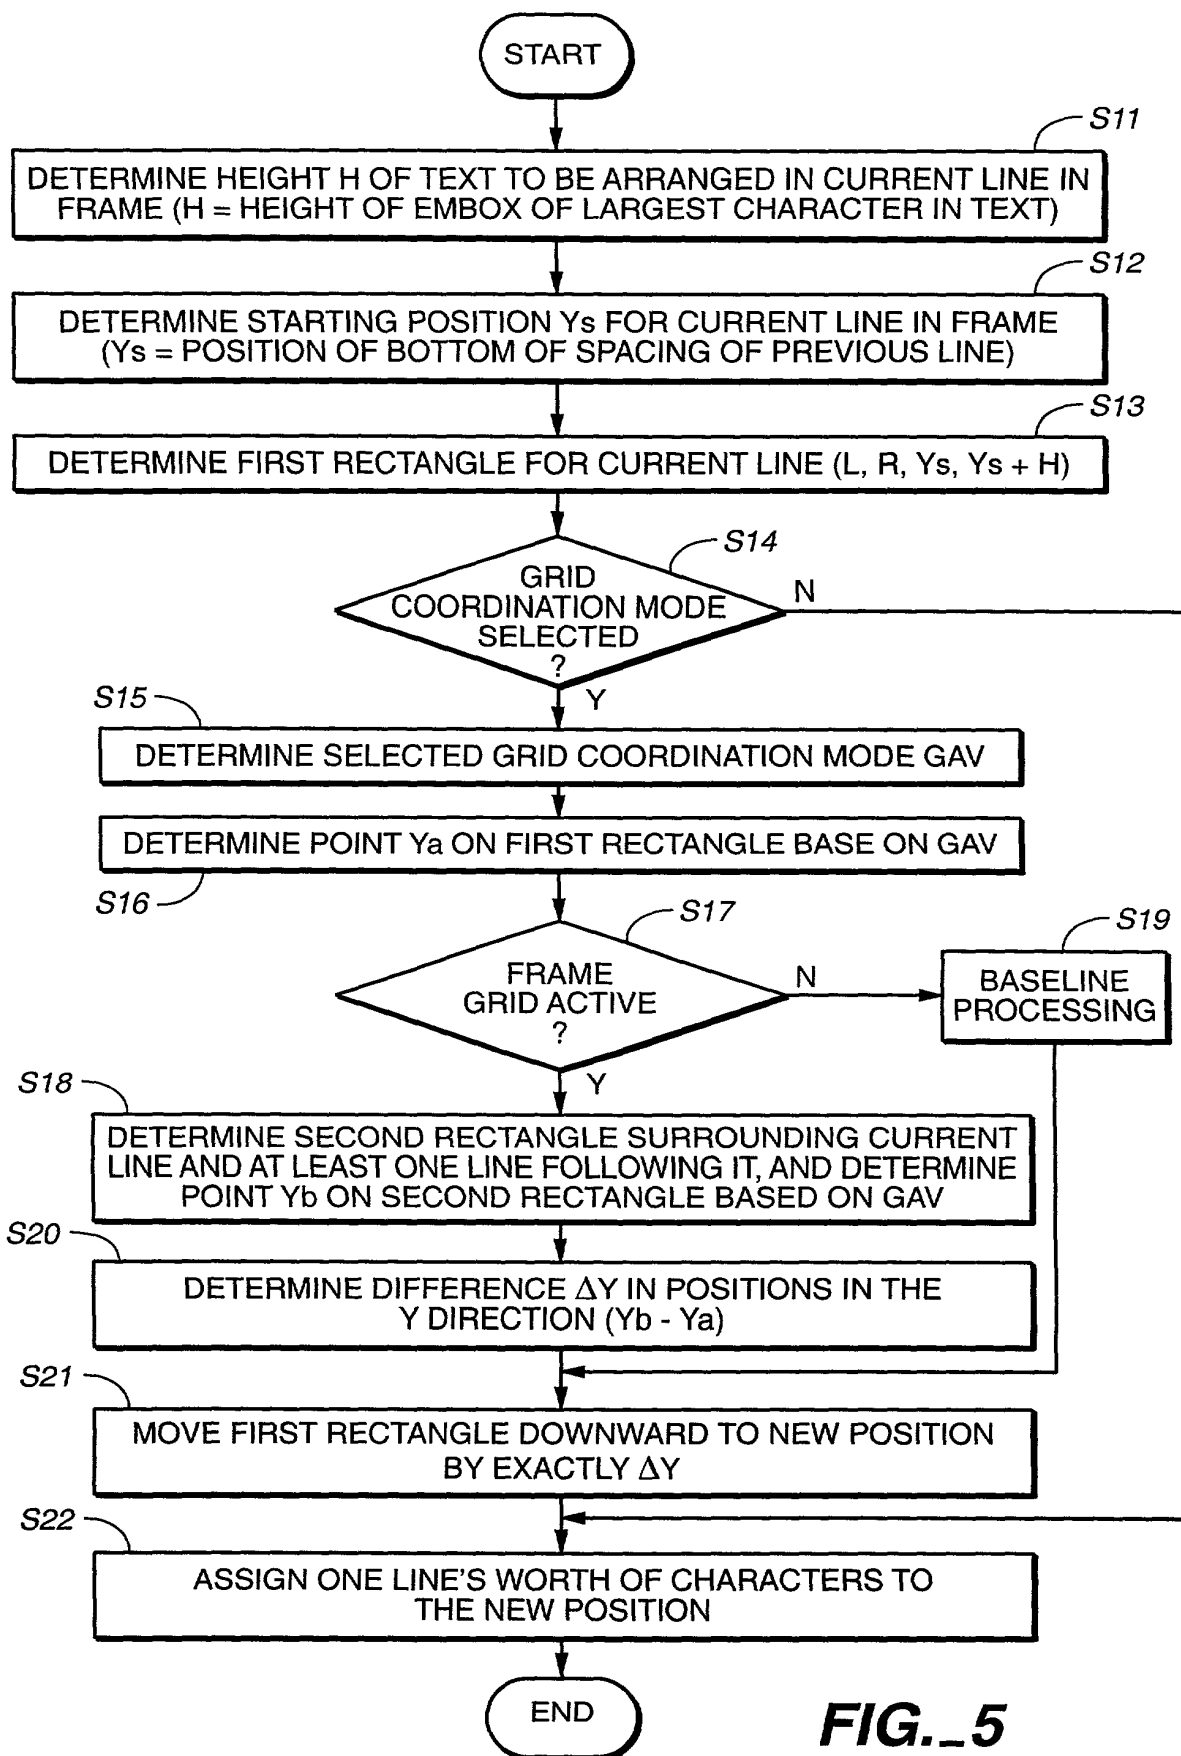 START
S11
DETERMINE HEIGHT H OF TEXT TO BE ARRANGED IN CURRENT LINE IN
FRAME (H = HEIGHT OF EMBOX OF LARGEST CHARACTER IN TEXT)
S12
DETERMINE STARTING POSITION Ys FOR CURRENT LINE IN FRAME
(Ys = POSITION OF BOTTOM OF SPACING OF PREVIOUS LINE)
S13
DETERMINE FIRST RECTANGLE FOR CURRENT LINE (L, R, Ys, Ys + H)
S14
GRID
COORDINATION MODE
SELECTED
?
N
Y
S15
DETERMINE SELECTED GRID COORDINATION MODE GAV
DETERMINE POINT Ya ON FIRST RECTANGLE BASE ON GAV
S16
S17
FRAME
GRID ACTIVE
?
N
Y
S19
BASELINE
PROCESSING
S18
DETERMINE SECOND RECTANGLE SURROUNDING CURRENT
LINE AND AT LEAST ONE LINE FOLLOWING IT, AND DETERMINE
POINT Yb ON SECOND RECTANGLE BASED ON GAV
S20
DETERMINE DIFFERENCE ΔY IN POSITIONS IN THE
Y DIRECTION (Yb - Ya)
S21
MOVE FIRST RECTANGLE DOWNWARD TO NEW POSITION
BY EXACTLY ΔY
S22
ASSIGN ONE LINE'S WORTH OF CHARACTERS TO
THE NEW POSITION
END
FIG._5